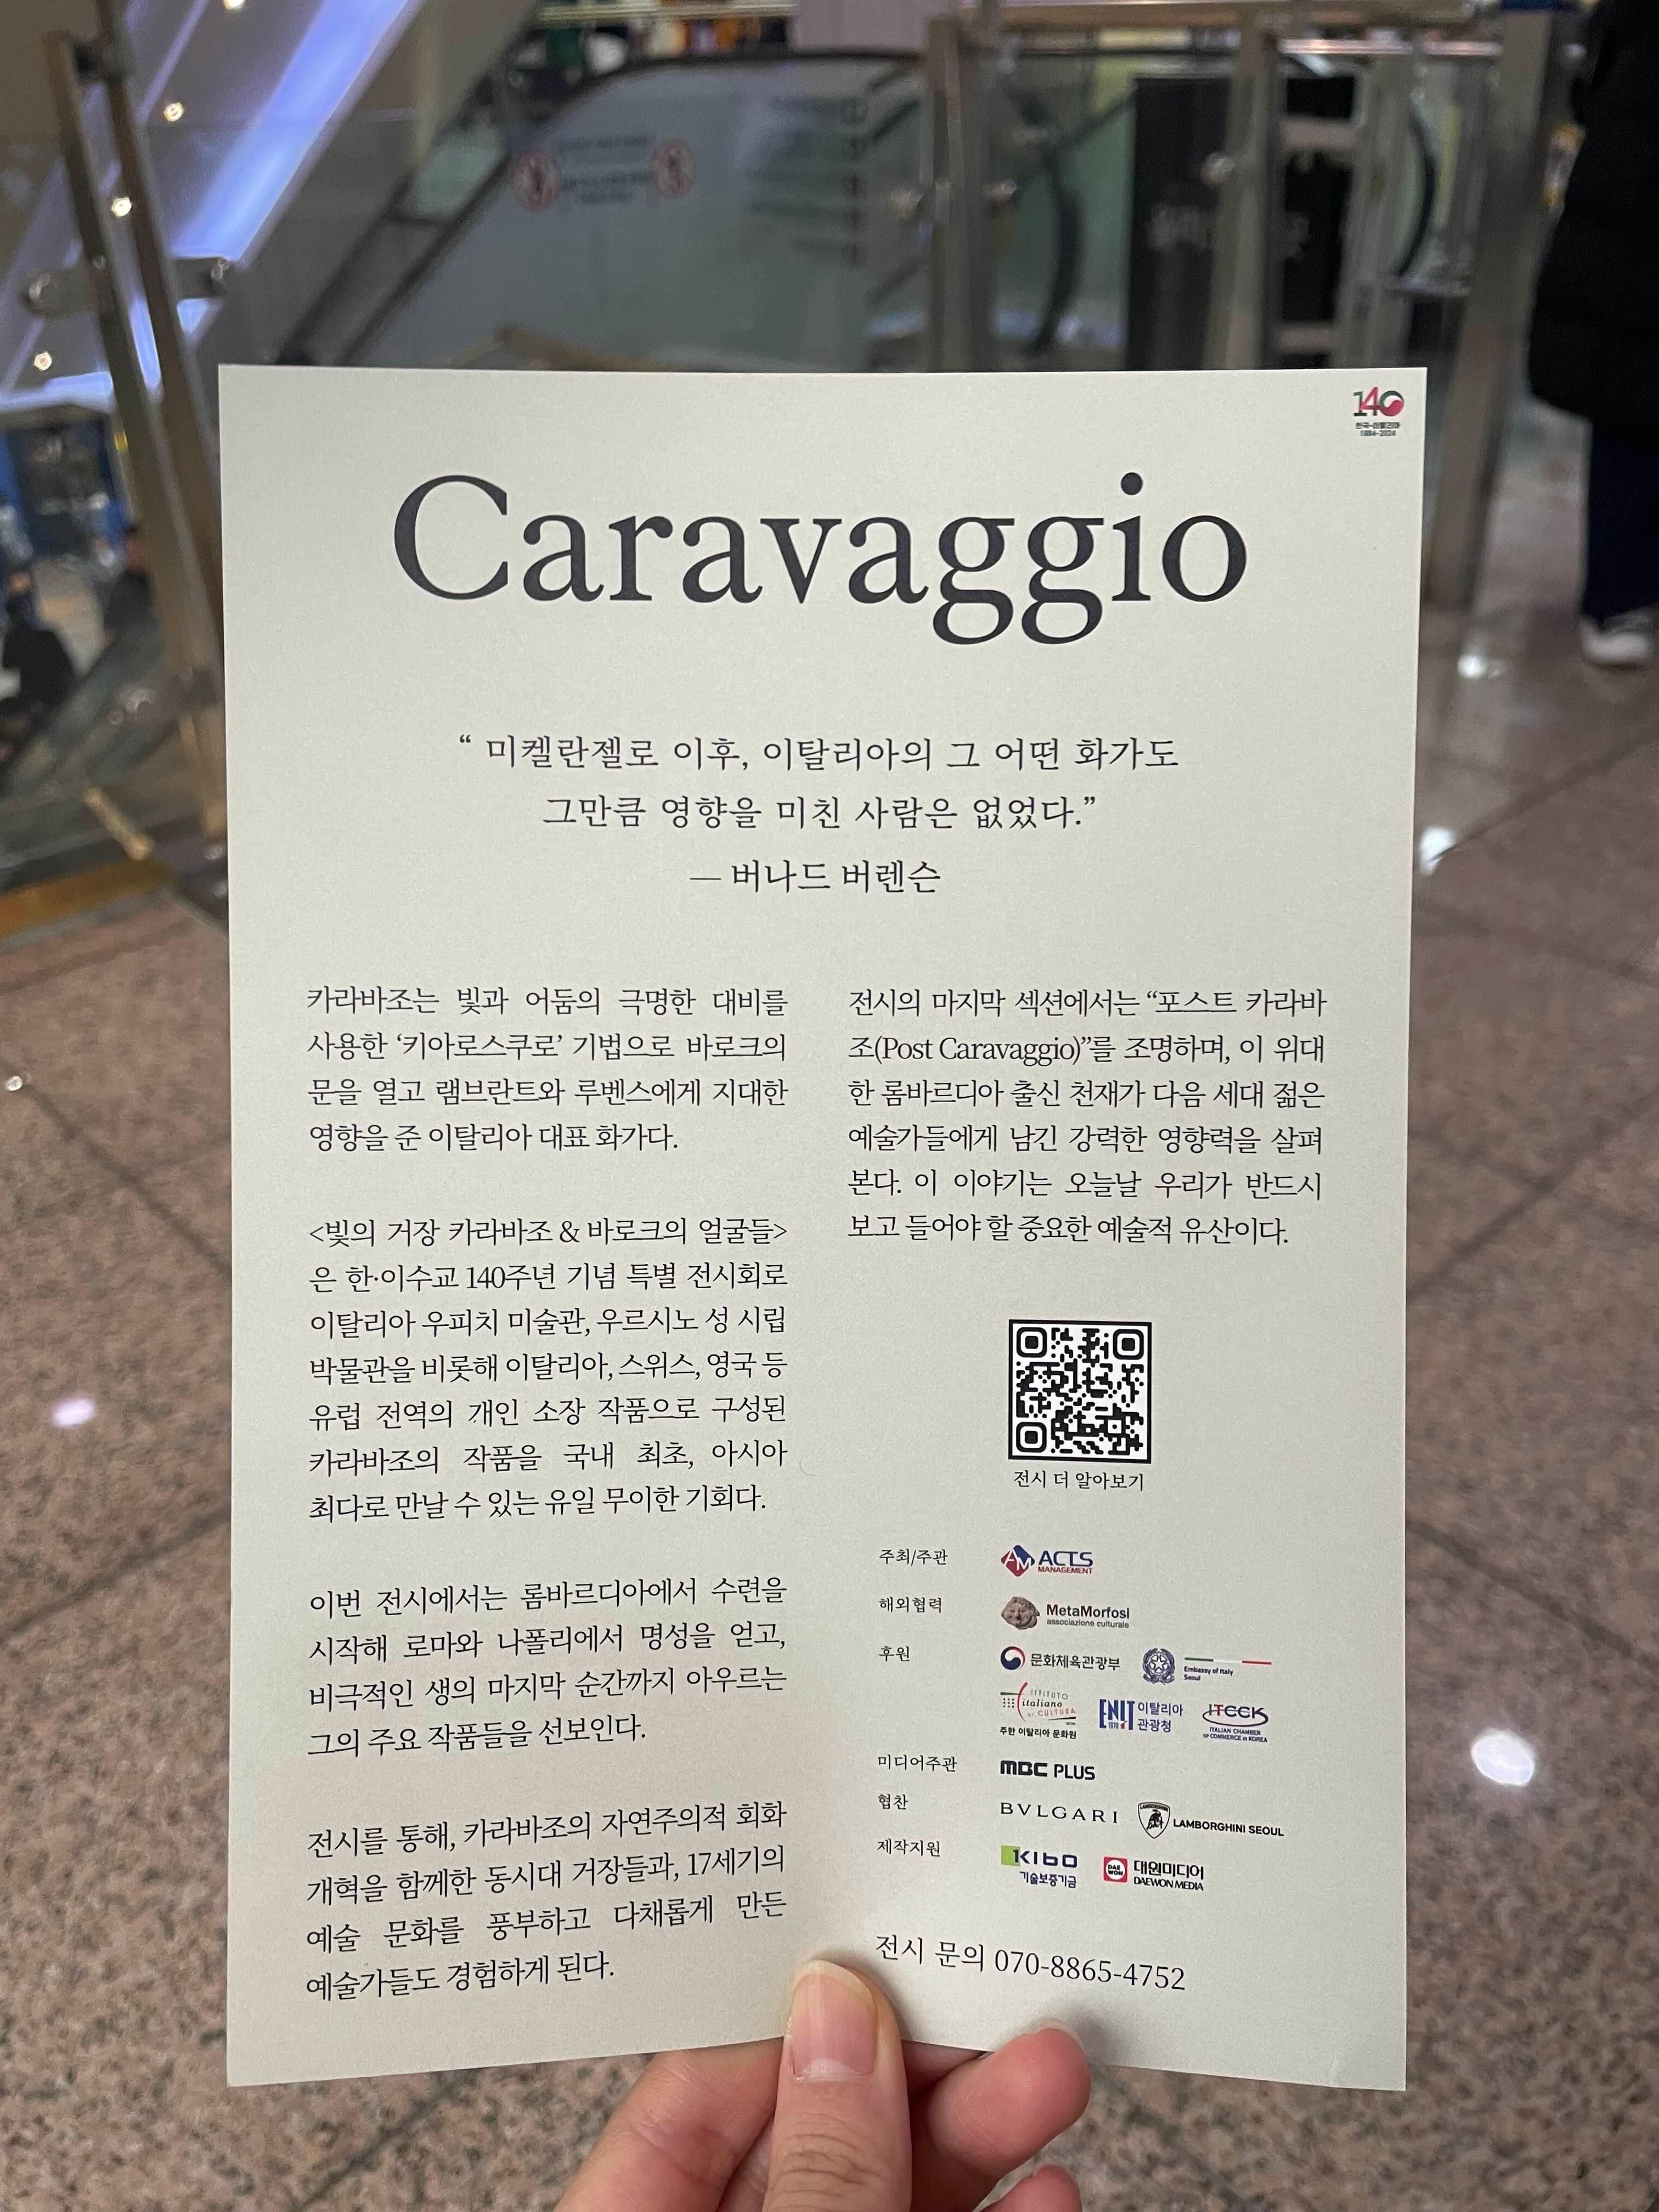 140
한국-이탈리아
1884-2024
Caravaggio
“ 미켈란젤로 이후, 이탈리아의 그 어떤 화가도
그만큼 영향을 미친 사람은 없었다.”
— 버나드 버렌슨
카라바조는 빛과 어둠의 극명한 대비를
사용한 ‘키아로스쿠로’ 기법으로 바로크의
문을 열고 램브란트와 루벤스에게 지대한
영향을 준 이탈리아 대표 화가다.
<빛의 거장 카라바조 & 바로크의 얼굴들>
은 한·이수교 140주년 기념 특별 전시회로
이탈리아 우피치 미술관, 우르시노 성 시립
박물관을 비롯해 이탈리아, 스위스, 영국 등
유럽 전역의 개인 소장 작품으로 구성된
카라바조의 작품을 국내 최초, 아시아
최다로 만날 수 있는 유일 무이한 기회다.
이번 전시에서는 롬바르디아에서 수련을
시작해 로마와 나폴리에서 명성을 얻고,
비극적인 생의 마지막 순간까지 아우르는
그의 주요 작품들을 선보인다.
전시를 통해, 카라바조의 자연주의적 회화
개혁을 함께한 동시대 거장들과, 17세기의
예술 문화를 풍부하고 다채롭게 만든
예술가들도 경험하게 된다.
전시의 마지막 섹션에서는 “포스트 카라바
조(Post Caravaggio)”를 조명하며, 이 위대
한 롬바르디아 출신 천재가 다음 세대 젊은
예술가들에게 남긴 강력한 영향력을 살펴
본다. 이 이야기는 오늘날 우리가 반드시
보고 들어야 할 중요한 예술적 유산이다.
전시 더 알아보기
주최/주관
AM ACTS
MANAGEMENT
해외협력
MetaMorfosi
associazione culturale
후원
문화체육관광부
Embassy of Italy
Seoul
ISTITUTO
italiano
DI CULTURA
주한 이탈리아 문화원
ENIT
1919
이탈리아
관광청
ITCCK
ITALIAN CHAMBER
OF COMMERCE in KOREA
미디어주관
MBC PLUS
협찬
BVLGARI
LAMBORGHINI
LAMBORGHINI SEOUL
제작지원
KIBO
기술보증기금
DAE
WON
대원미디어
DAEWON MEDIA
전시 문의 070-8865-4752